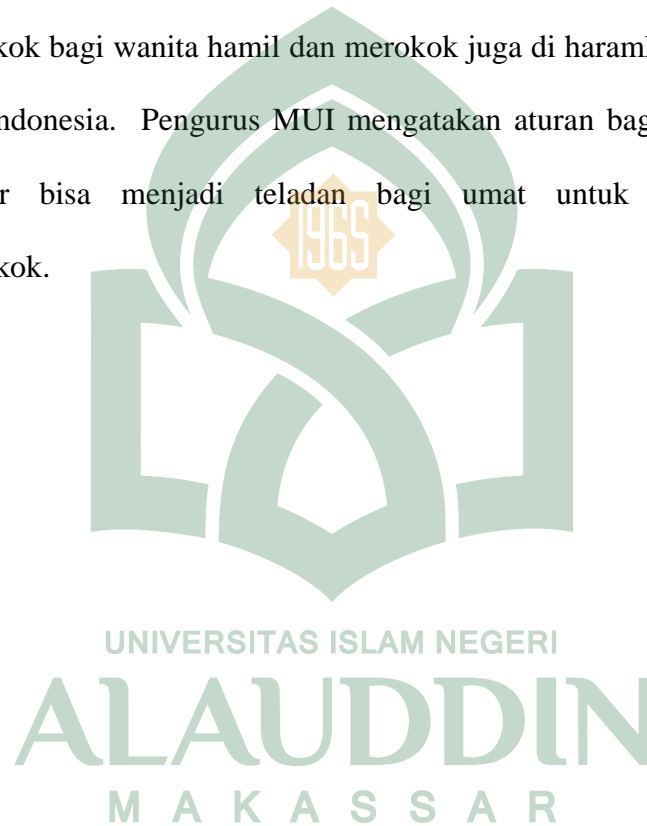 kok bagi wanita hamil dan merokok juga di haraml
ndonesia. Pengurus MUI mengatakan aturan bag
r bisa menjadi teladan bagi umat untuk
kok.
1965
UNIVERSITAS ISLAM NEGERI
ALAUDDIN
MAKASSAR